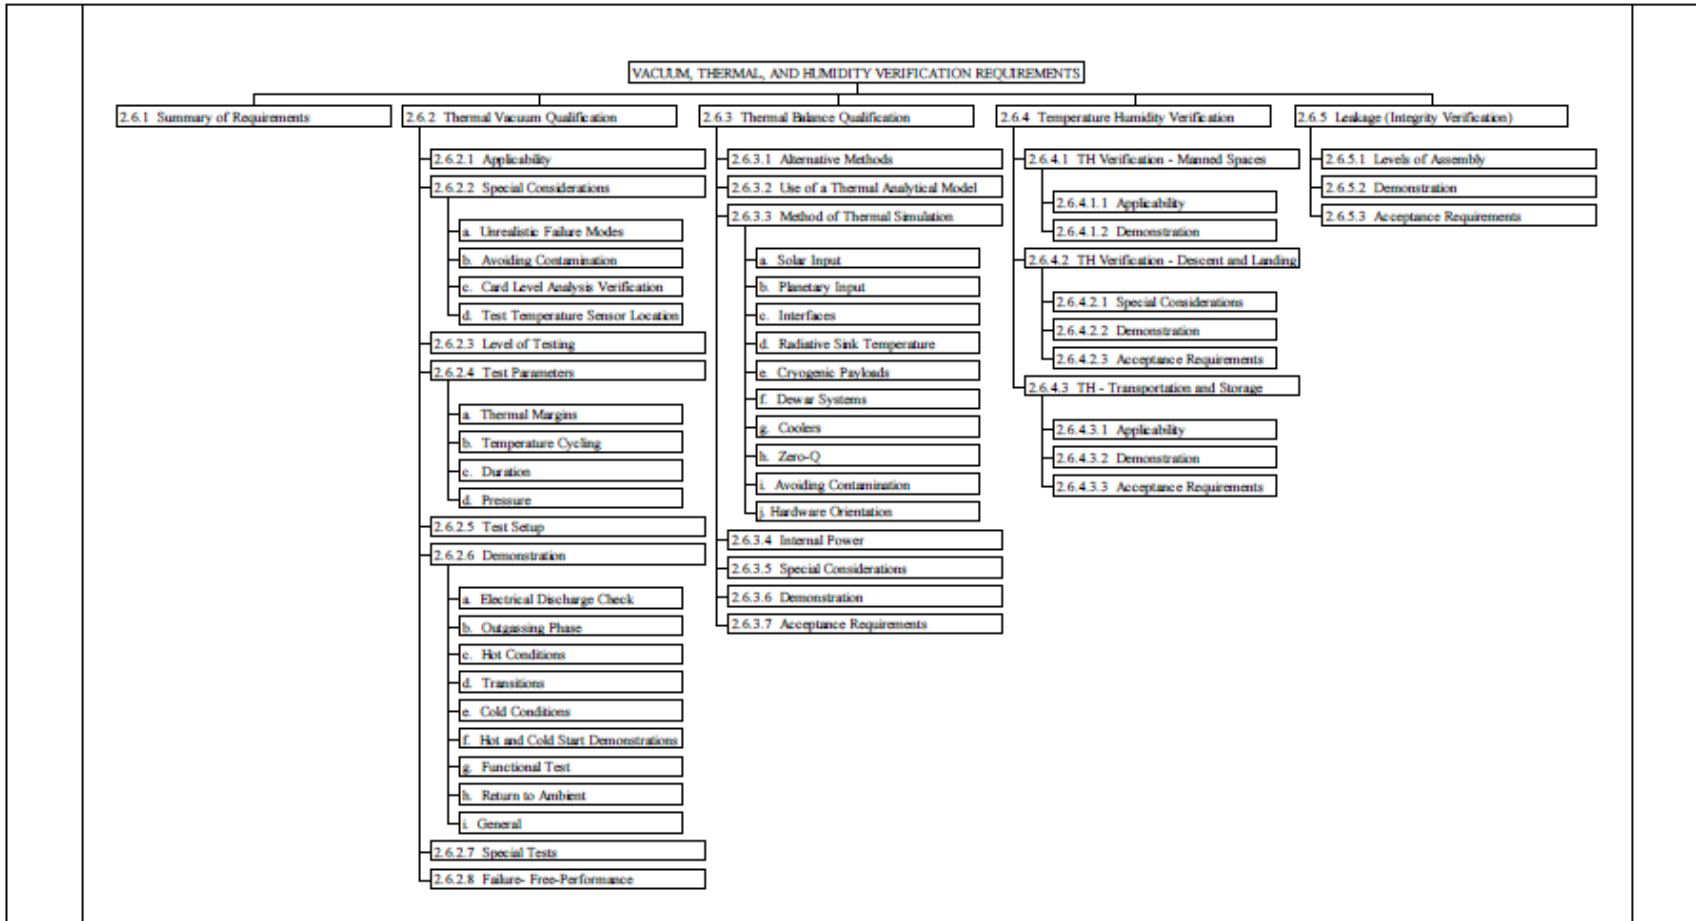 VACUUM, THERMAL, AND HUMIDITY VERIFICATION REQUIREMENTS
2.6.1 Summary of Requirements
2.6.2 Thermal Vacuum Qualification
2.6.2.1 Applicability
2.6.2.2 Special Considerations
a. Unrealistic Failure Modes
b. Avoiding Contamination
c. Card Level Analysis Verification
d. Test Temperature Sensor Location
2.6.2.3 Level of Testing
2.6.2.4 Test Parameters
a. Thermal Margins
b. Temperature Cycling
c. Duration
d. Pressure
2.6.2.5 Test Setup
2.6.2.6 Demonstration
a. Electrical Discharge Check
b. Outgassing Phase
c. Hot Conditions
d. Transitions
e. Cold Conditions
f. Hot and Cold Start Demonstrations
g. Functional Test
h. Return to Ambient
i. General
2.6.2.7 Special Tests
2.6.2.8 Failure- Free-Performance
2.6.3 Thermal Balance Qualification
2.6.3.1 Alternative Methods
2.6.3.2 Use of a Thermal Analytical Model
2.6.3.3 Method of Thermal Simulation
a. Solar Input
b. Planetary Input
c. Interfaces
d. Radiative Sink Temperature
e. Cryogenic Payloads
f. Dewar Systems
g. Coolers
h. Zero-Q
i. Avoiding Contamination
j. Hardware Orientation
2.6.3.4 Internal Power
2.6.3.5 Special Considerations
2.6.3.6 Demonstration
2.6.3.7 Acceptance Requirements
2.6.4 Temperature Humidity Verification
2.6.4.1 TH Verification - Manned Spaces
2.6.4.1.1 Applicability
2.6.4.1.2 Demonstration
2.6.4.2 TH Verification - Descent and Landing
2.6.4.2.1 Special Considerations
2.6.4.2.2 Demonstration
2.6.4.2.3 Acceptance Requirements
2.6.4.3 TH - Transportation and Storage
2.6.4.3.1 Applicability
2.6.4.3.2 Demonstration
2.6.4.3.3 Acceptance Requirements
2.6.5 Leakage (Integrity Verification)
2.6.5.1 Levels of Assembly
2.6.5.2 Demonstration
2.6.5.3 Acceptance Requirements